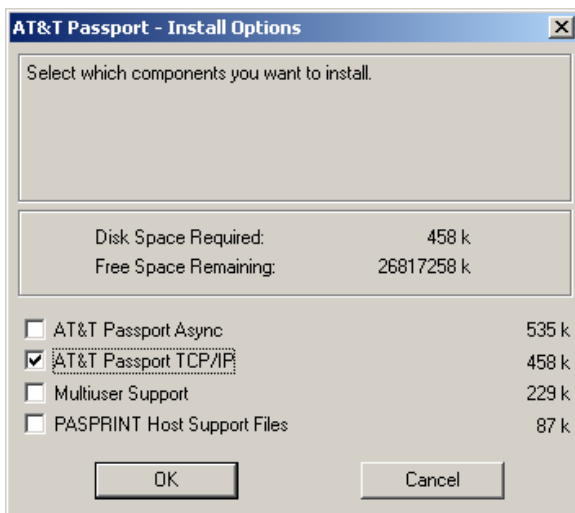 AT&T Passport - Install Options
Select which components you want to install.
Disk Space Required: 458 k
Free Space Remaining: 26817258 k
AT&T Passport Async 535 k
AT&T Passport TCP/IP 458 k
Multiuser Support 229 k
PASPRINT Host Support Files 87 k
OK Cancel